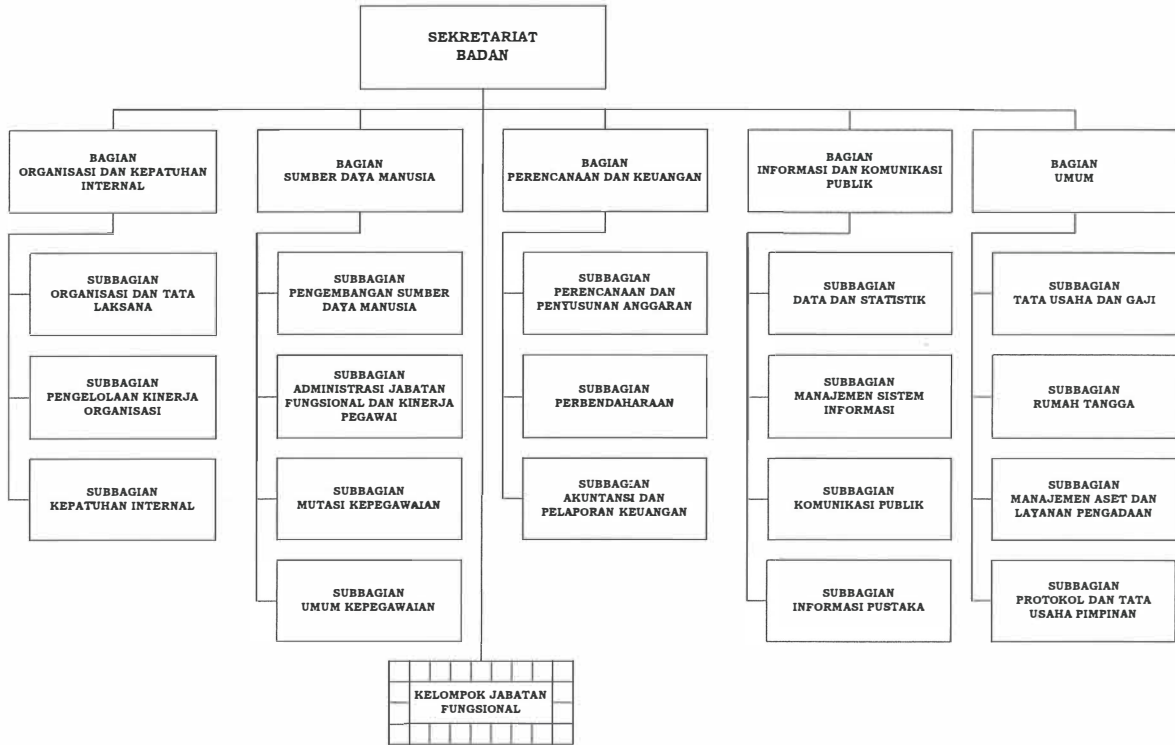 SEKRETARIAT
BADAN
BAGIAN
ORGANISASI DAN KEPATUHAN
INTERNAL
BAGIAN
SUMBER DAYA MANUSIA
BAGIAN
PERENCANAAN DAN KEUANGAN
BAGIAN
INFORMASI DAN KOMUNIKASI
PUBLIK
BAGIAN
UMUM
SUBBAGIAN
ORGANISASI DAN TATA
LAKSANA
SUBBAGIAN
PENGEMBANGAN SUMBER
DAYA MANUSIA
SUBBAGIAN
PERENCANAAN DAN
PENYUSUNAN ANGGARAN
SUBBAGIAN
DATA DAN STATISTIK
SUBBAGIAN
TATA USAHA DAN GAJI
SUBBAGIAN
PENGELOLAAN KINERJA
ORGANISASI
SUBBAGIAN
ADMINISTRASI JABATAN
FUNGSIONAL DAN KINERJA
PEGAWAI
SUBBAGIAN
PERBENDAHARAAN
SUBBAGIAN
MANAJEMEN SISTEM
INFORMASI
SUBBAGIAN
RUMAH TANGGA
SUBBAGIAN
KEPATUHAN INTERNAL
SUBBAGIAN
MUTASI KEPEGAWAIAN
SUBBAGIAN
AKUNTANSI DAN
PELAPORAN KEUANGAN
SUBBAGIAN
KOMUNIKASI PUBLIK
SUBBAGIAN
MANAJEMEN ASET DAN
LAYANAN PENGADAAN
SUBBAGIAN
UMUM KEPEGAWAIAN
SUBBAGIAN
INFORMASI PUSTAKA
SUBBAGIAN
PROTOKOL DAN TATA
USAHA PIMPINAN
KELOMPOK JABATAN
FUNGSIONAL